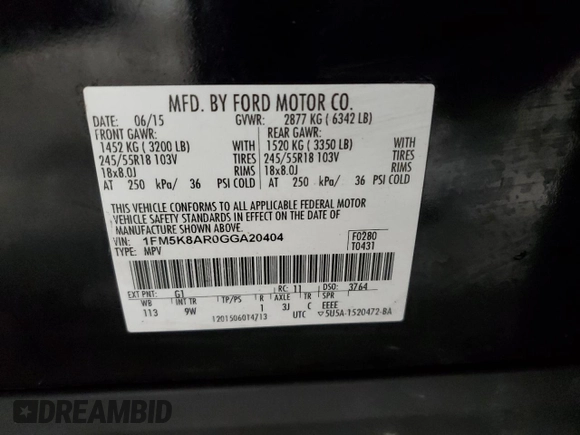 MFD. BY FORD MOTOR CO.
DATE: 06/15 GVWR: 2877 KG ( 6342 LB)
FRONT GAWR: REAR GAWR:
1452 KG ( 3200 LB) WITH 1520 KG ( 3350 LB) WITH
245/55R18 103V TIRES 245/55R18 103V TIRES
18x8.0J RIMS 18x8.0J RIMS
AT 250 kPa/ 36 PSI COLD AT 250 kPa/ 36 PSI COLD
THIS VEHICLE CONFORMS TO ALL APPLICABLE FEDERAL MOTOR
VEHICLE SAFETY STANDARDS IN EFFECT ON THE DATE OF
MANUFACTURE SHOWN ABOVE.
VIN: 1FM5K8AR0GGA20404 F0280
TYPE: MPV T0431
EXT PNT: G1 RC: 11 DSO: 3764
WB INT TR TP/PS R AXLE TR SPR
113 9W 1 3J C EEEE
12015060T4713 UTC ▽5U5A-1520472-BA
DREAMBID